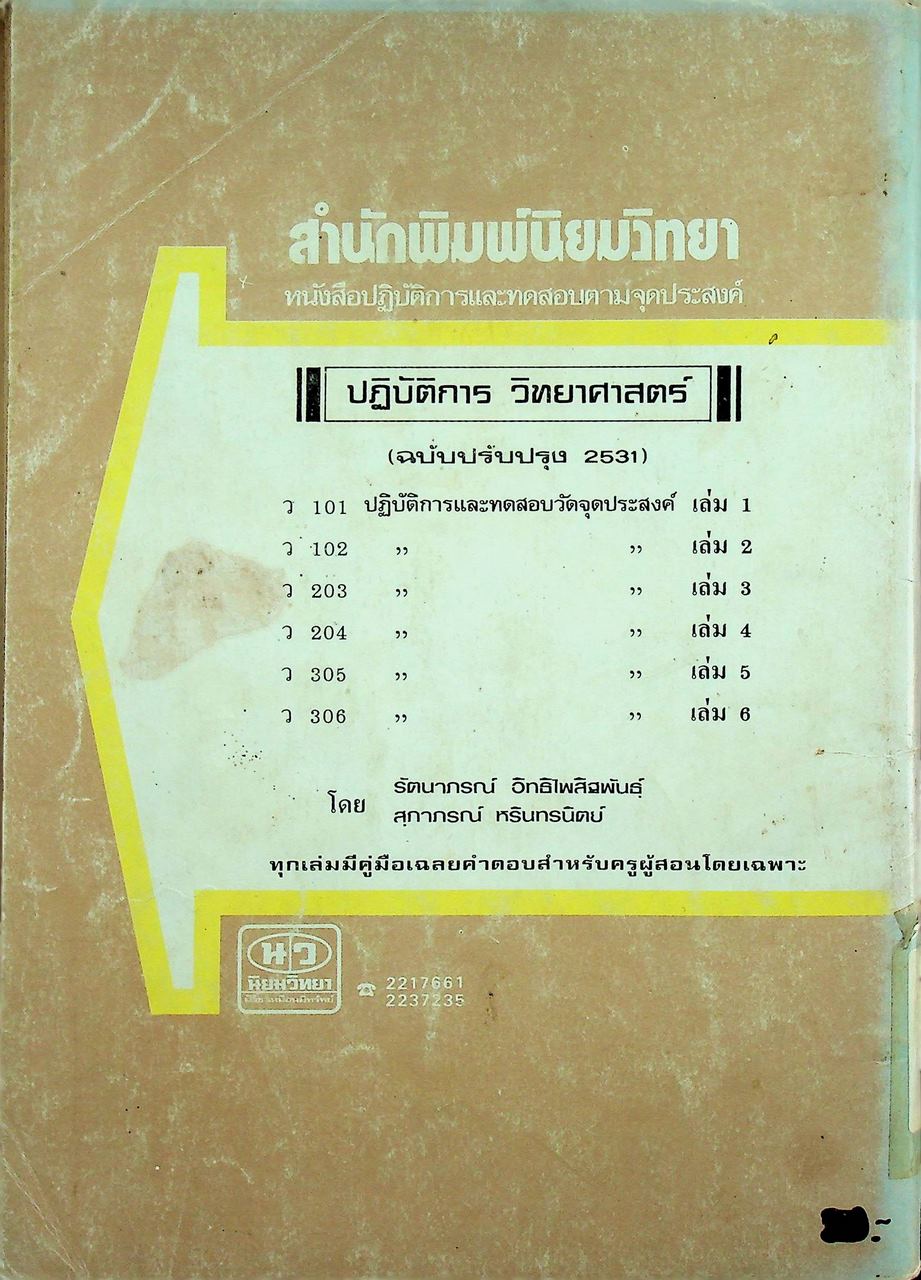 สำนักพิมพ์นิยมวิทยา
หนังสือปฏิบัติการและทดสอบตามจุดประสงค์
ปฏิบัติการ วิทยาศาสตร์
(ฉบับปรับปรุง 2531)
ว 101 ปฏิบัติการและทดสอบวัดจุดประสงค์ เล่ม 1
ว 102 ,, ,, เล่ม 2
ว 203 ,, ,, เล่ม 3
ว 204 ,, ,, เล่ม 4
ว 305 ,, ,, เล่ม 5
ว 306 ,, ,, เล่ม 6
โดย
รัตนาภรณ์ อิทธิไพสิฐพันธุ์
สุภาภรณ์ หรินทรนิตย์
ทุกเล่มมีคู่มือเฉลยคำตอบสำหรับครูผู้สอนโดยเฉพาะ
นว
นิยมวิทยา
☎ 2217661
2237235